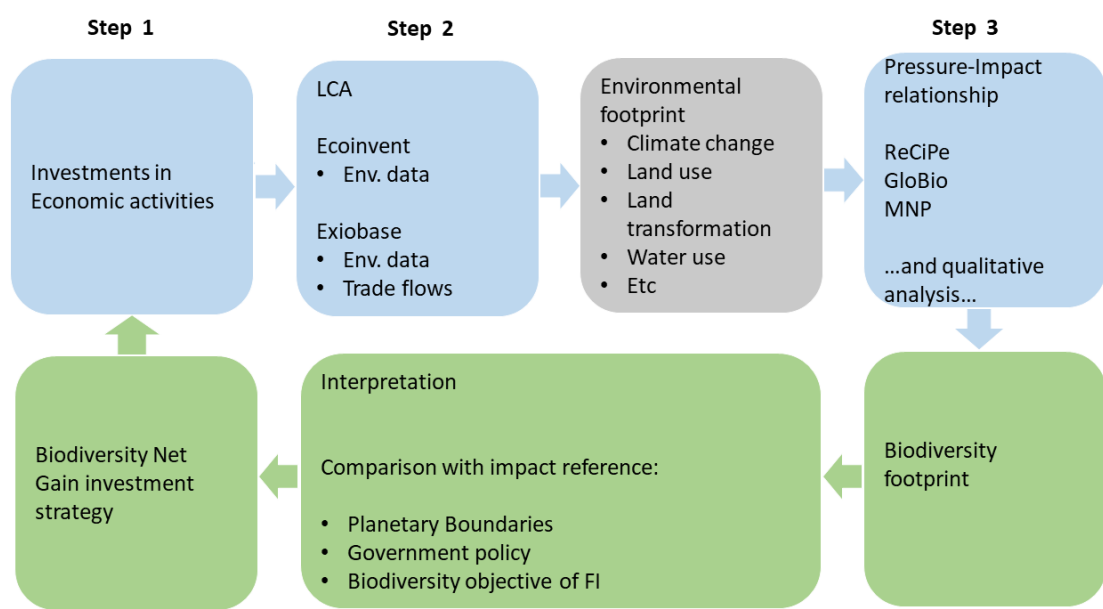 Step 1
Step 2
Step 3
Investments in
Economic activities
LCA
Ecoinvent
• Env. data
Exiobase
• Env. data
• Trade flows
Environmental
footprint
• Climate change
• Land use
• Land
transformation
• Water use
• Etc
Pressure-Impact
relationship
ReCiPe
GloBio
MNP
...and qualitative
analysis...
Biodiversity
footprint
Interpretation
Comparison with impact reference:
• Planetary Boundaries
• Government policy
• Biodiversity objective of FI
Biodiversity Net
Gain investment
strategy